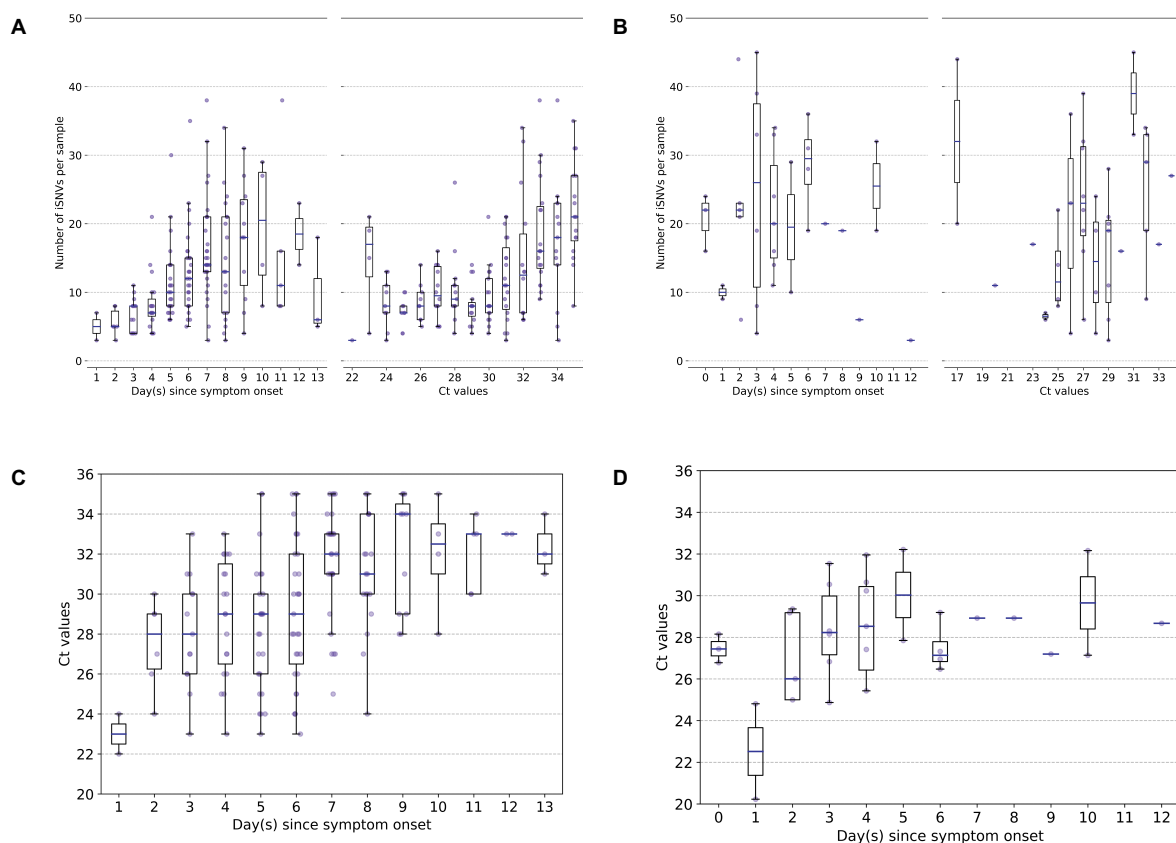 A
50
40
30
20
10
0
Number of iSNVs per sample
1 2 3 4 5 6 7 8 9 10 11 12 13
Day(s) since symptom onset
22 24 26 28 30 32 34
Ct values
B
50
40
30
20
10
0
Number of iSNVs per sample
0 1 2 3 4 5 6 7 8 9 10 11 12
Day(s) since symptom onset
17 19 21 23 25 27 29 31 33
Ct values
C
36
34
32
30
28
26
24
22
20
Ct values
1 2 3 4 5 6 7 8 9 10 11 12 13
Day(s) since symptom onset
D
36
34
32
30
28
26
24
22
20
Ct values
0 1 2 3 4 5 6 7 8 9 10 11 12
Day(s) since symptom onset